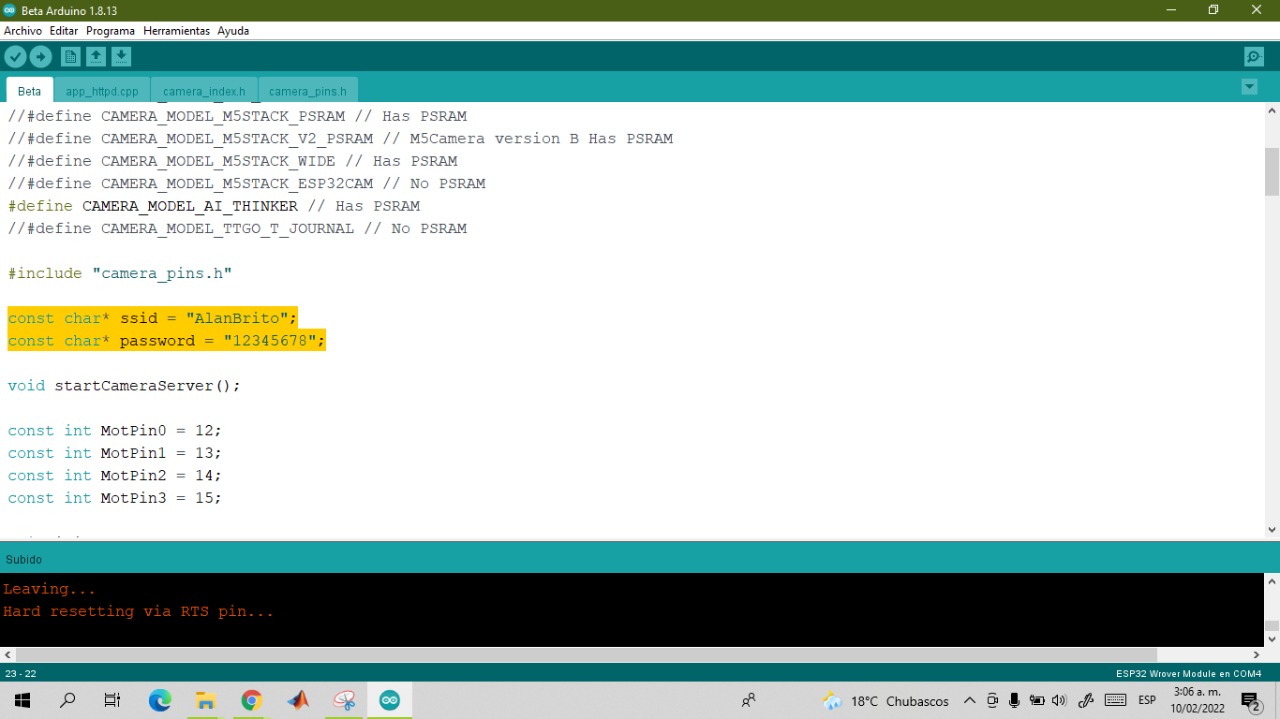 Beta Arduino 1.8.13
Archivo Editar Programa Herramientas Ayuda
Beta app_httpd.cpp camera_index.h camera_pins.h
//#define CAMERA_MODEL_M5STACK_PSRAM // Has PSRAM
//#define CAMERA_MODEL_M5STACK_V2_PSRAM // M5Camera version B Has PSRAM
//#define CAMERA_MODEL_M5STACK_WIDE // Has PSRAM
//#define CAMERA_MODEL_M5STACK_ESP32CAM // No PSRAM
#define CAMERA_MODEL_AI_THINKER // Has PSRAM
//#define CAMERA_MODEL_TTGO_T_JOURNAL // No PSRAM
#include "camera_pins.h"
const char* ssid = "AlanBrito";
const char* password = "12345678";
void startCameraServer();
const int MotPin0 = 12;
const int MotPin1 = 13;
const int MotPin2 = 14;
const int MotPin3 = 15;
Subido
Leaving...
Hard resetting via RTS pin...
23 - 22 ESP32 Wrover Module en COM4
18°C Chubascos ESP 3:06 a. m.
10/02/2022 2